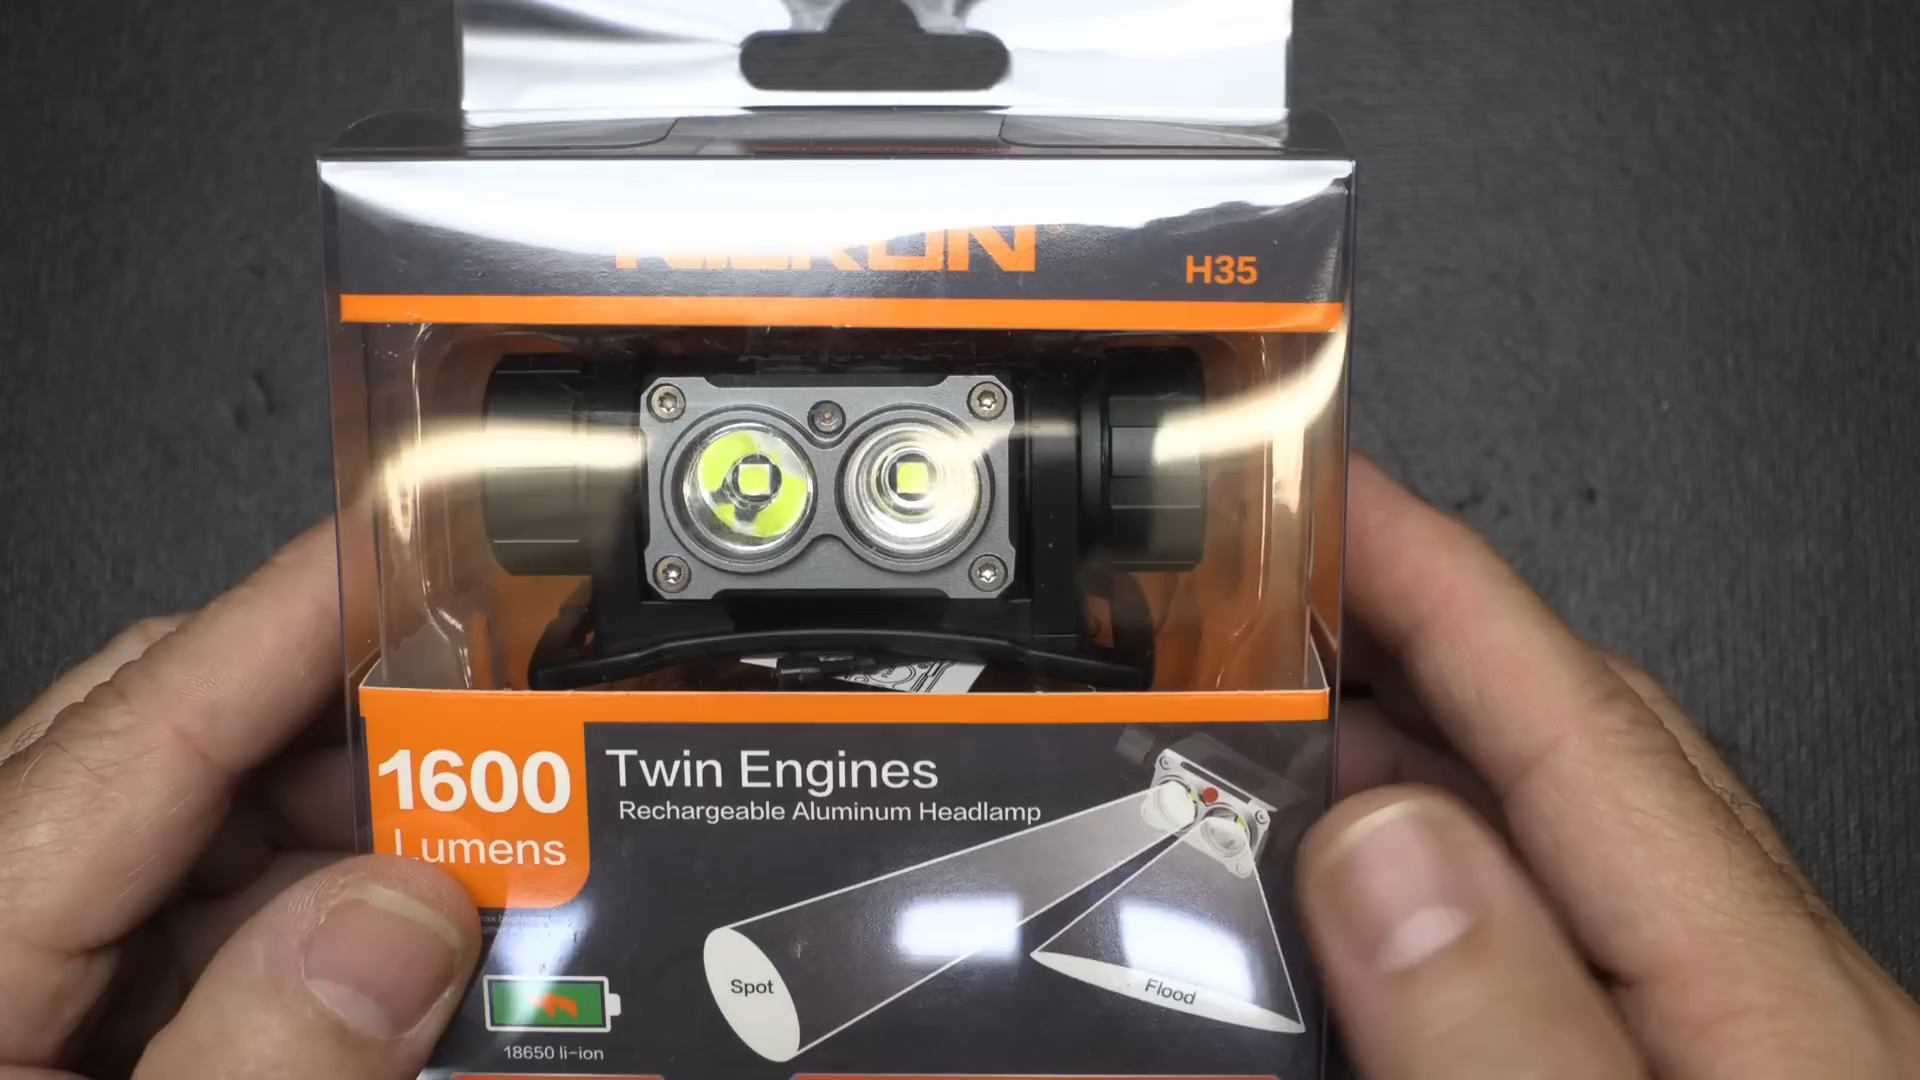 H35
1600
Lumens
Twin Engines
Rechargeable Aluminum Headlamp
Spot
Flood
18650 li-ion